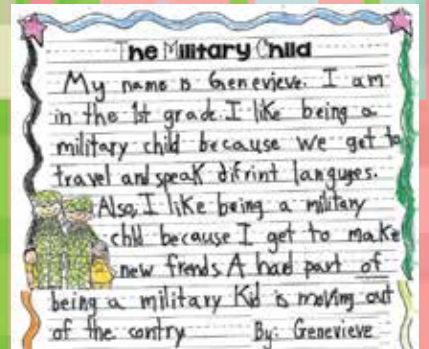 The Military Child
My name is Genevieve. I am
in the 1st grade. I like being a
military child because we get to
travel and speak difrint languges.
Also, I like being a military
chld because I get to make
new frends. A had part of
being a military Kid is moving out
of the contry By: Genevieve